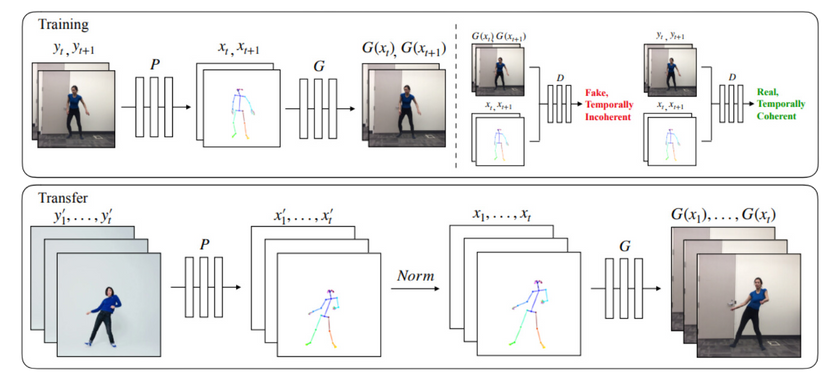 Training
y_t , y_{t+1}
P
x_t , x_{t+1}
G
G(x_t), G(x_{t+1})
G(x_t), G(x_{t+1})
x_t, x_{t+1}
D
Fake,
Temporally
Incoherent
y_t , y_{t+1}
x_t, x_{t+1}
D
Real,
Temporally
Coherent
Transfer
y′_1, . . . , y′_t
P
x′_1, . . . , x′_t
Norm
x_1, . . . , x_t
G
G(x_1), . . . , G(x_t)